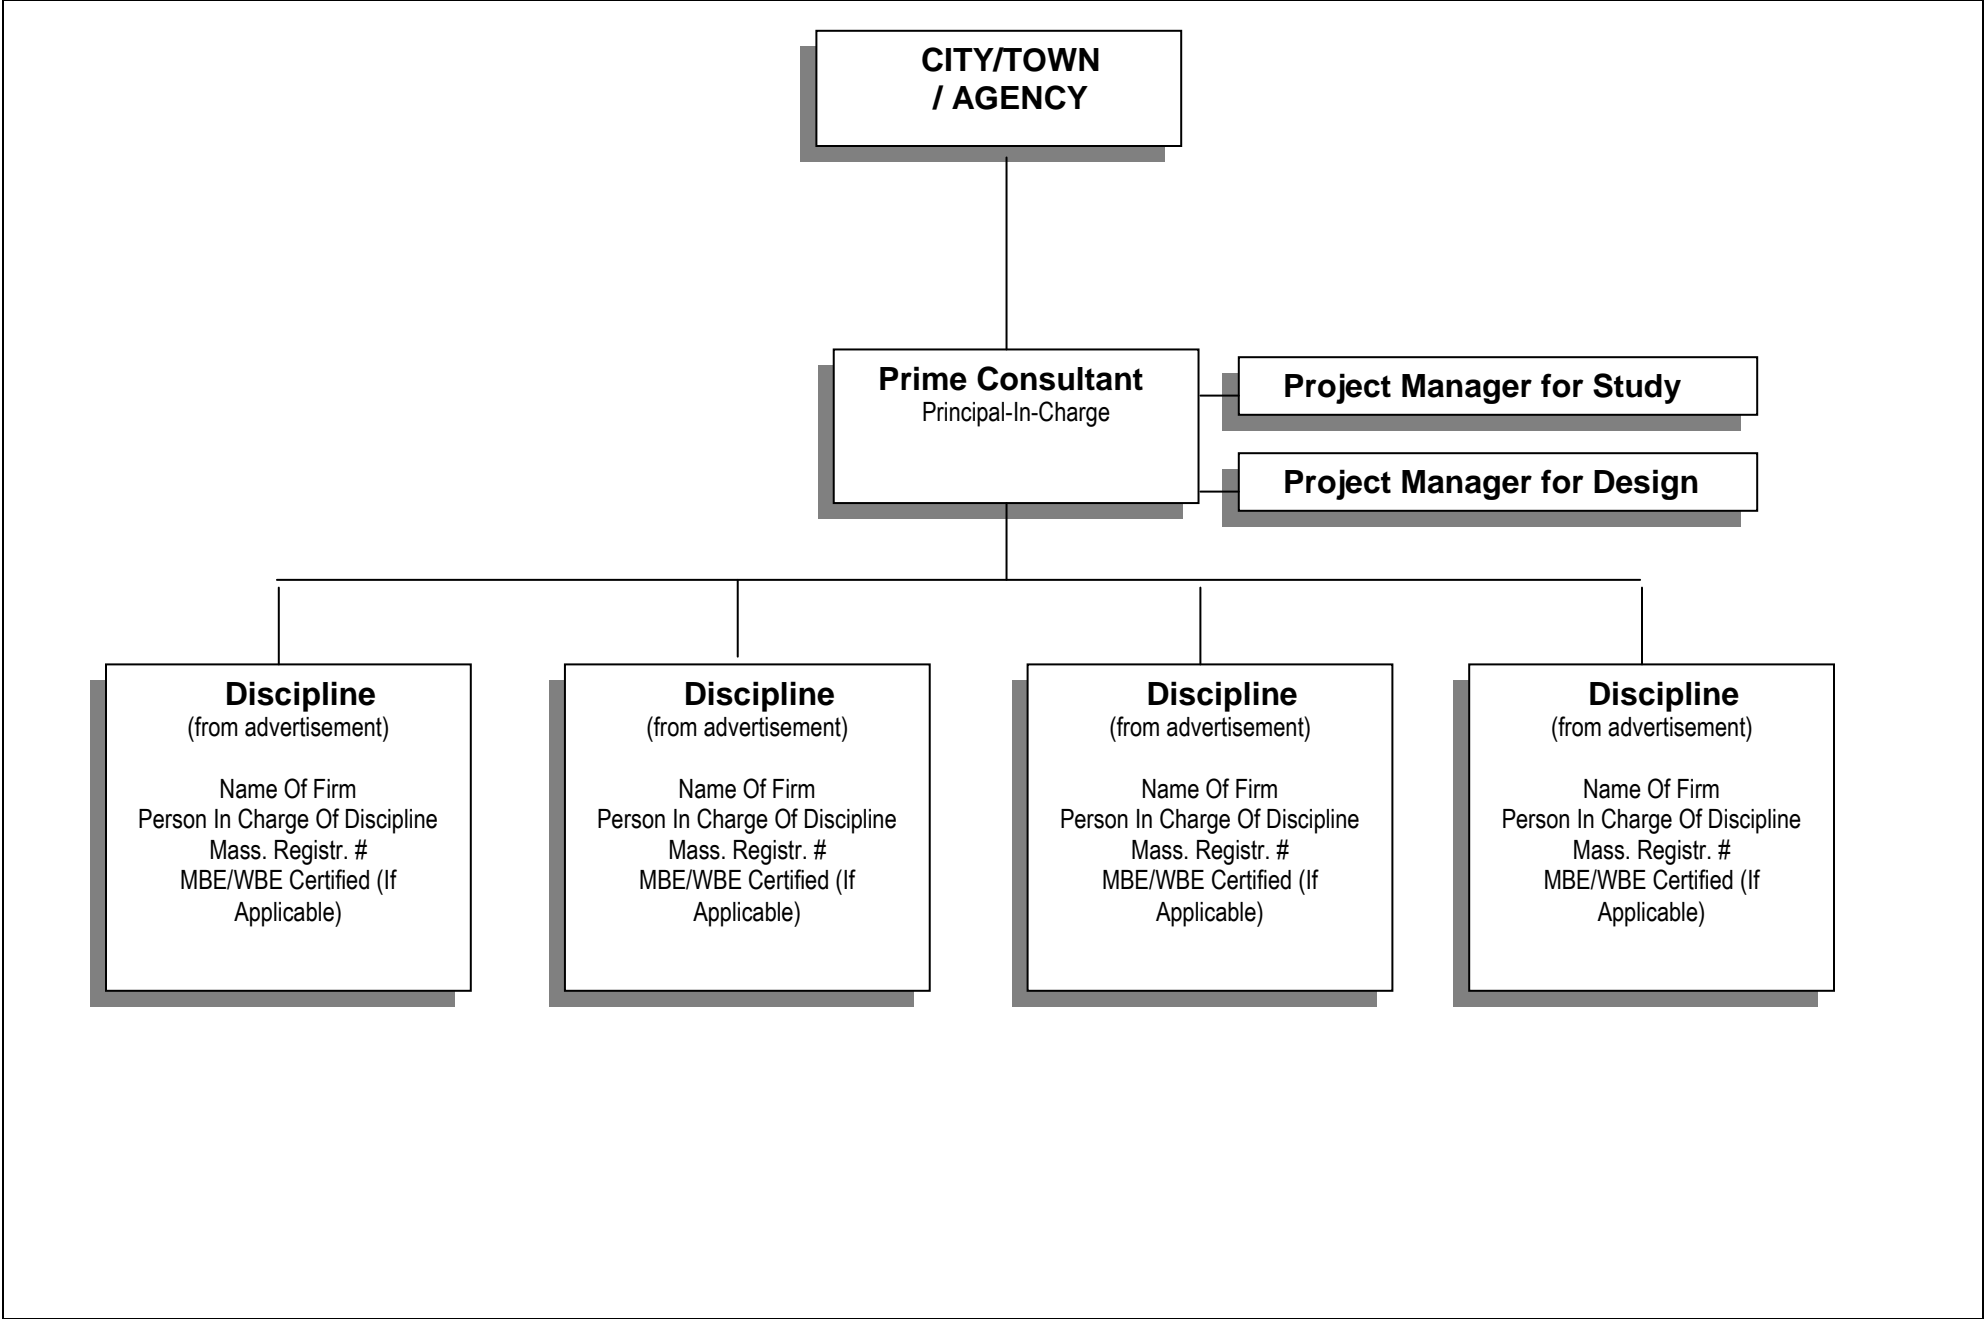 CITY/TOWN
/ AGENCY
Prime Consultant
Principal-In-Charge
Project Manager for Study
Project Manager for Design
Discipline
(from advertisement)
Name Of Firm
Person In Charge Of Discipline
Mass. Registr. #
MBE/WBE Certified (If
Applicable)
Discipline
(from advertisement)
Name Of Firm
Person In Charge Of Discipline
Mass. Registr. #
MBE/WBE Certified (If
Applicable)
Discipline
(from advertisement)
Name Of Firm
Person In Charge Of Discipline
Mass. Registr. #
MBE/WBE Certified (If
Applicable)
Discipline
(from advertisement)
Name Of Firm
Person In Charge Of Discipline
Mass. Registr. #
MBE/WBE Certified (If
Applicable)